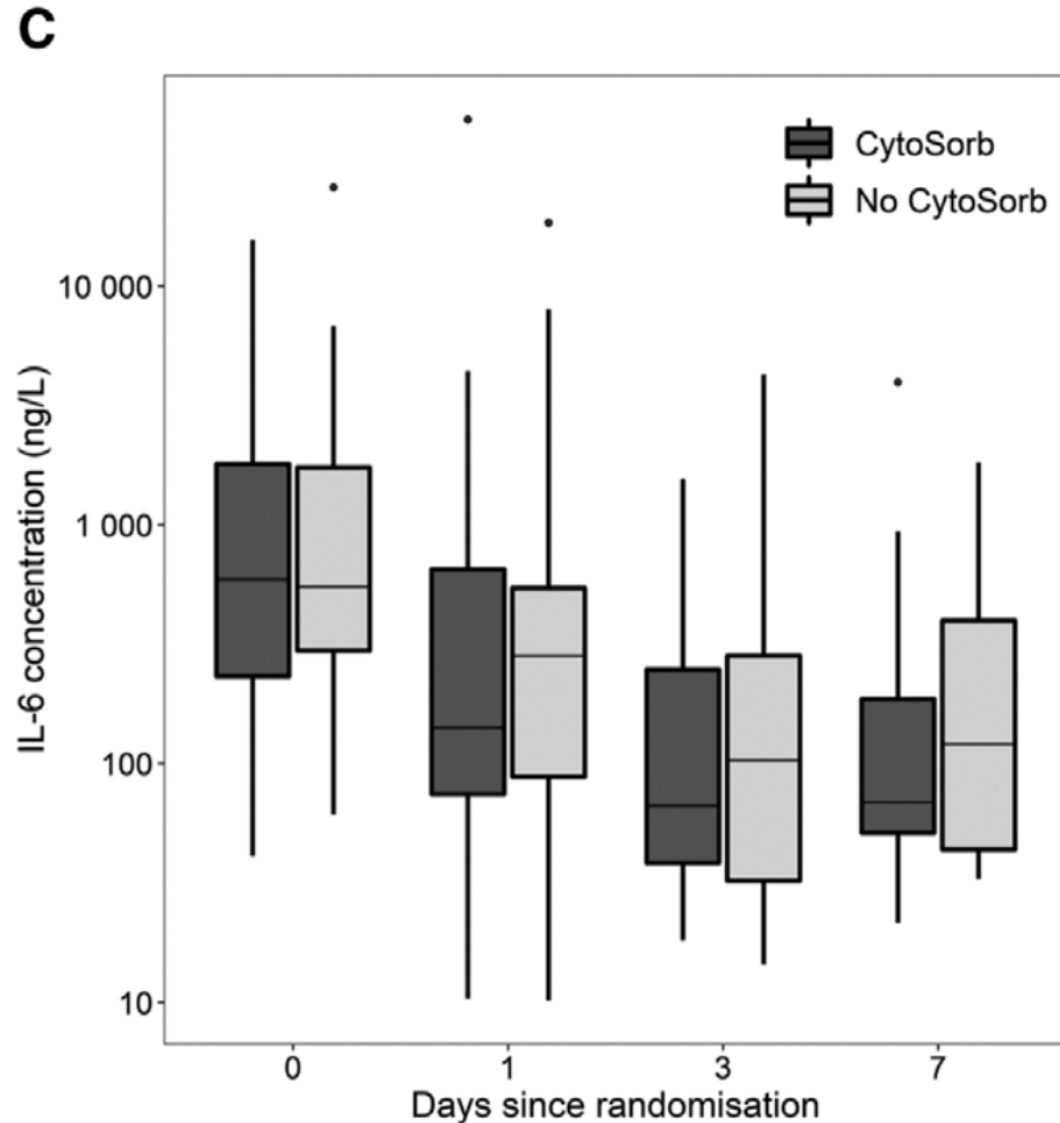 C
CytoSorb
No CytoSorb
10 000
1 000
100
10
IL-6 concentration (ng/L)
0 1 3 7
Days since randomisation